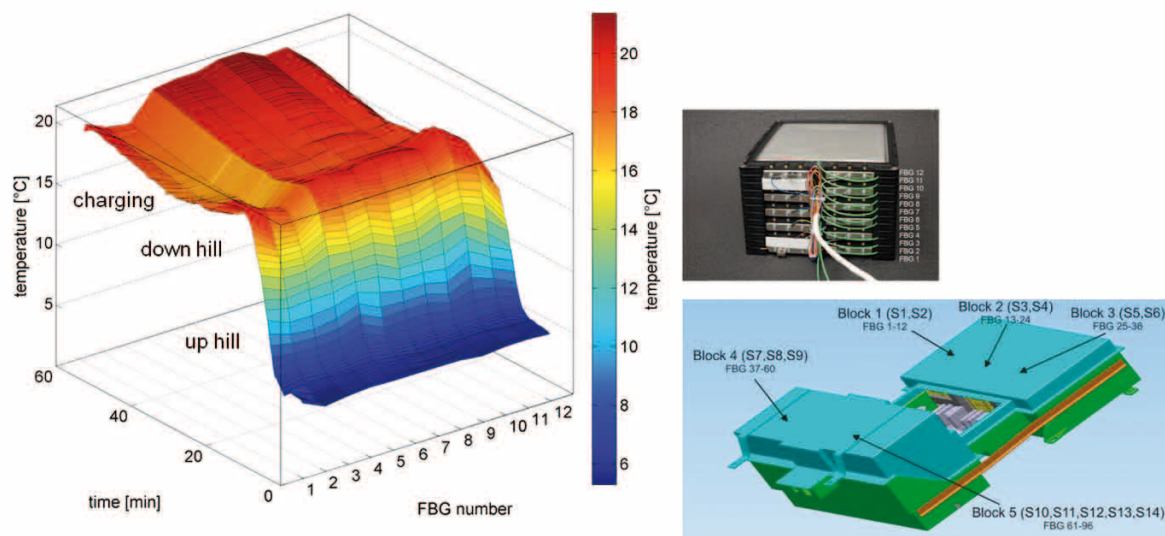 20
15
10
5
temperature [°C]
charging
down hill
up hill
60
40
20
0
time [min]
1
2
3
4
5
6
7
8
9
10
11
12
FBG number
20
18
16
14
12
10
8
6
temperature [°C]
FBG 12
FBG 11
FBG 10
FBG 9
FBG 8
FBG 7
FBG 6
FBG 5
FBG 4
FBG 3
FBG 2
FBG 1
Block 1 (S1,S2)
FBG 1-12
Block 2 (S3,S4)
FBG 13-24
Block 3 (S5,S6)
FBG 25-36
Block 4 (S7,S8,S9)
FBG 37-60
Block 5 (S10,S11,S12,S13,S14)
FBG 61-96